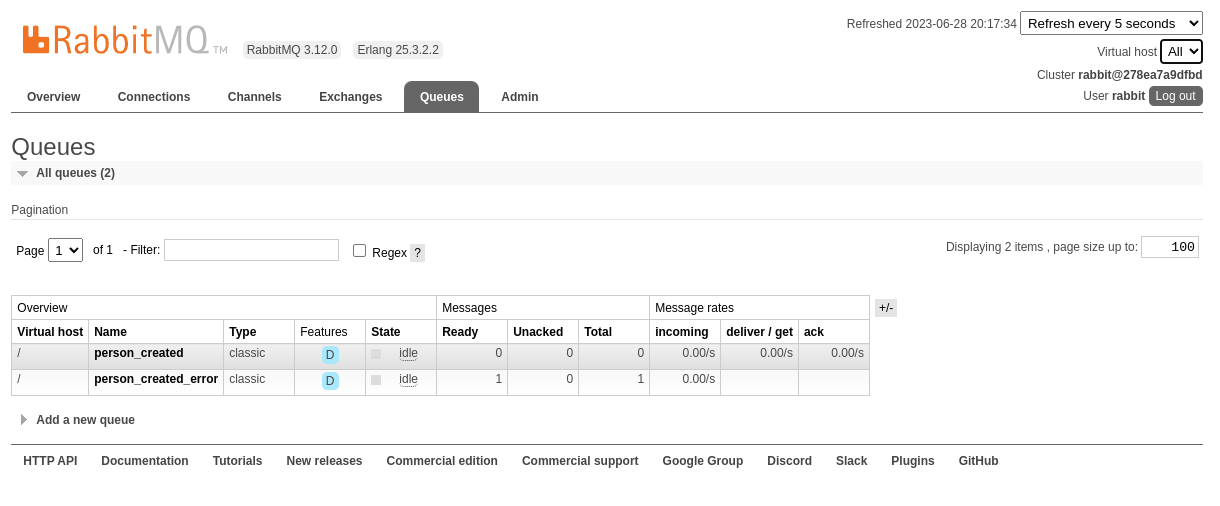 RabbitMQ TM RabbitMQ 3.12.0 Erlang 25.3.2.2
Refreshed 2023-06-28 20:17:34 Refresh every 5 seconds
Virtual host All
Cluster rabbit@278ea7a9dfbd
User rabbit Log out
Overview Connections Channels Exchanges Queues Admin
Queues
All queues (2)
Pagination
Page 1 of 1 - Filter: Regex ? Displaying 2 items , page size up to: 100
Overview Messages Message rates +/-
Virtual host Name Type Features State Ready Unacked Total incoming deliver / get ack
/ person_created classic D idle 0 0 0 0.00/s 0.00/s 0.00/s
/ person_created_error classic D idle 1 0 1 0.00/s
Add a new queue
HTTP API Documentation Tutorials New releases Commercial edition Commercial support Google Group Discord Slack Plugins GitHub